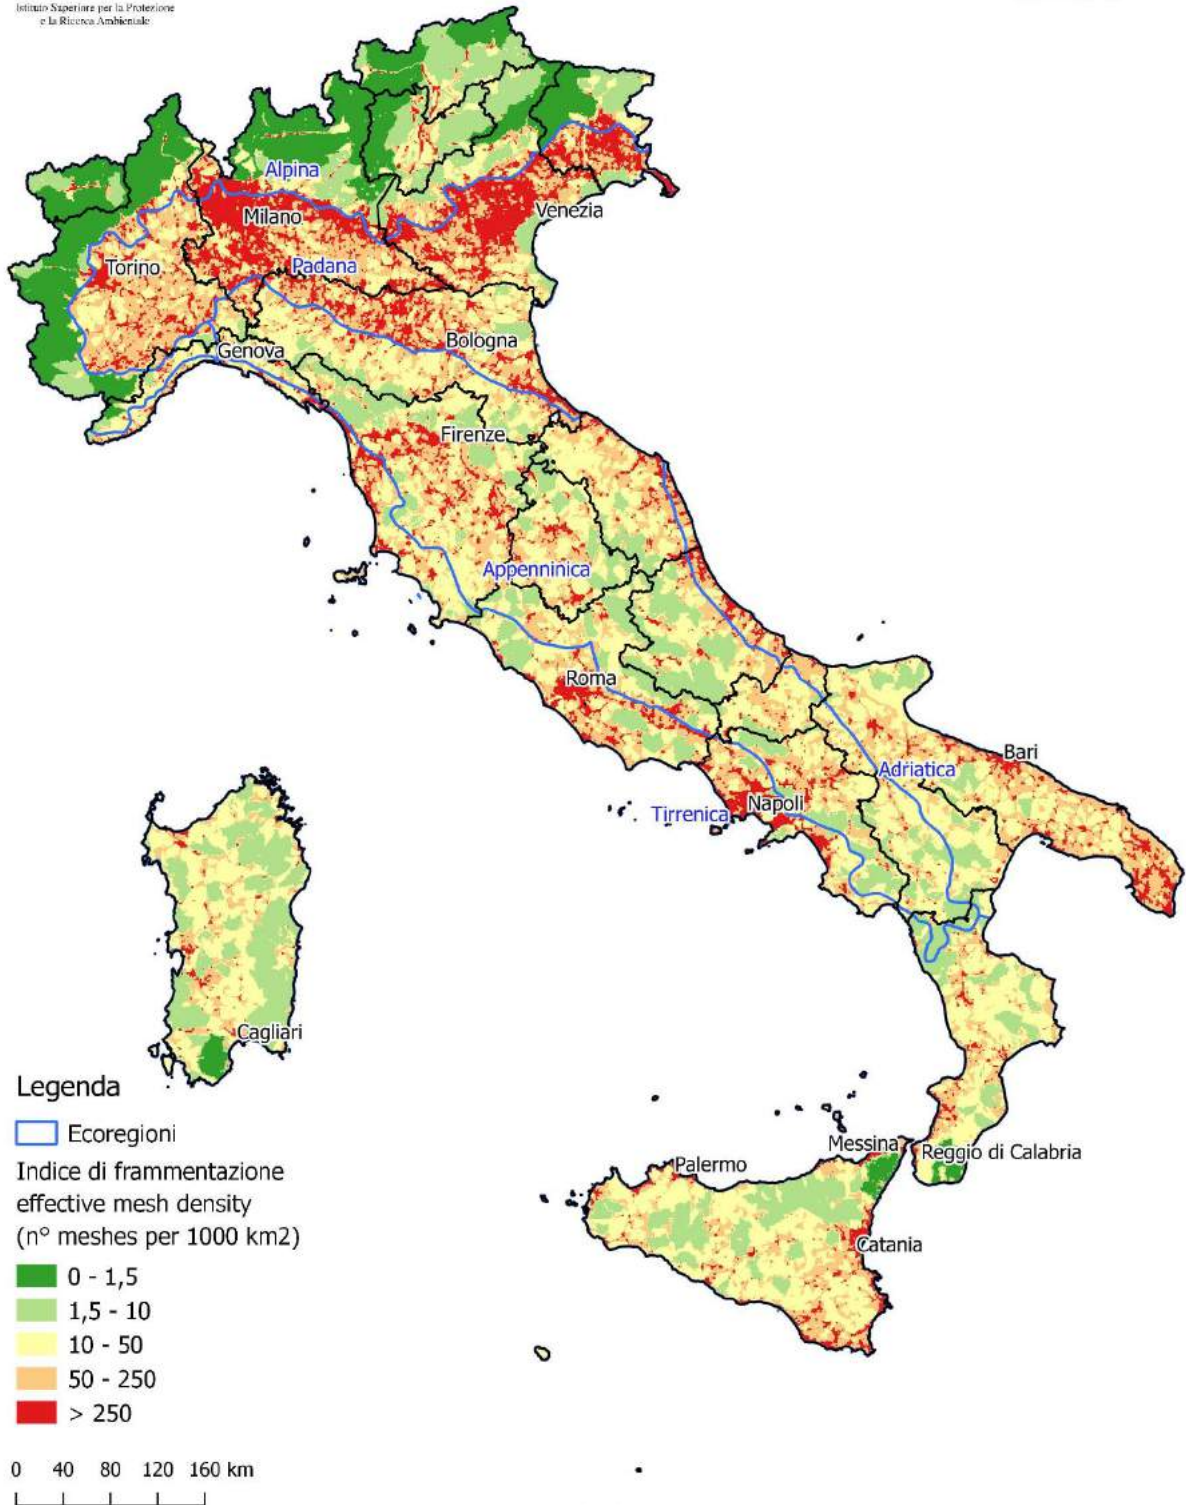 Istituto Superiore per la Protezione
e la Ricerca Ambientale
Alpina
Milano
Venezia
Torino
Padana
Bologna
Genova
Firenze
Appenninica
Roma
Bari
Adriatica
Napoli
Tirrenica
Cagliari
Legenda
Ecoregioni
Indice di frammentazione
effective mesh density
(n° meshes per 1000 km2)
Messina
Reggio di Calabria
Palermo
Catania
0 - 1,5
1,5 - 10
10 - 50
50 - 250
> 250
0 40 80 120 160 km